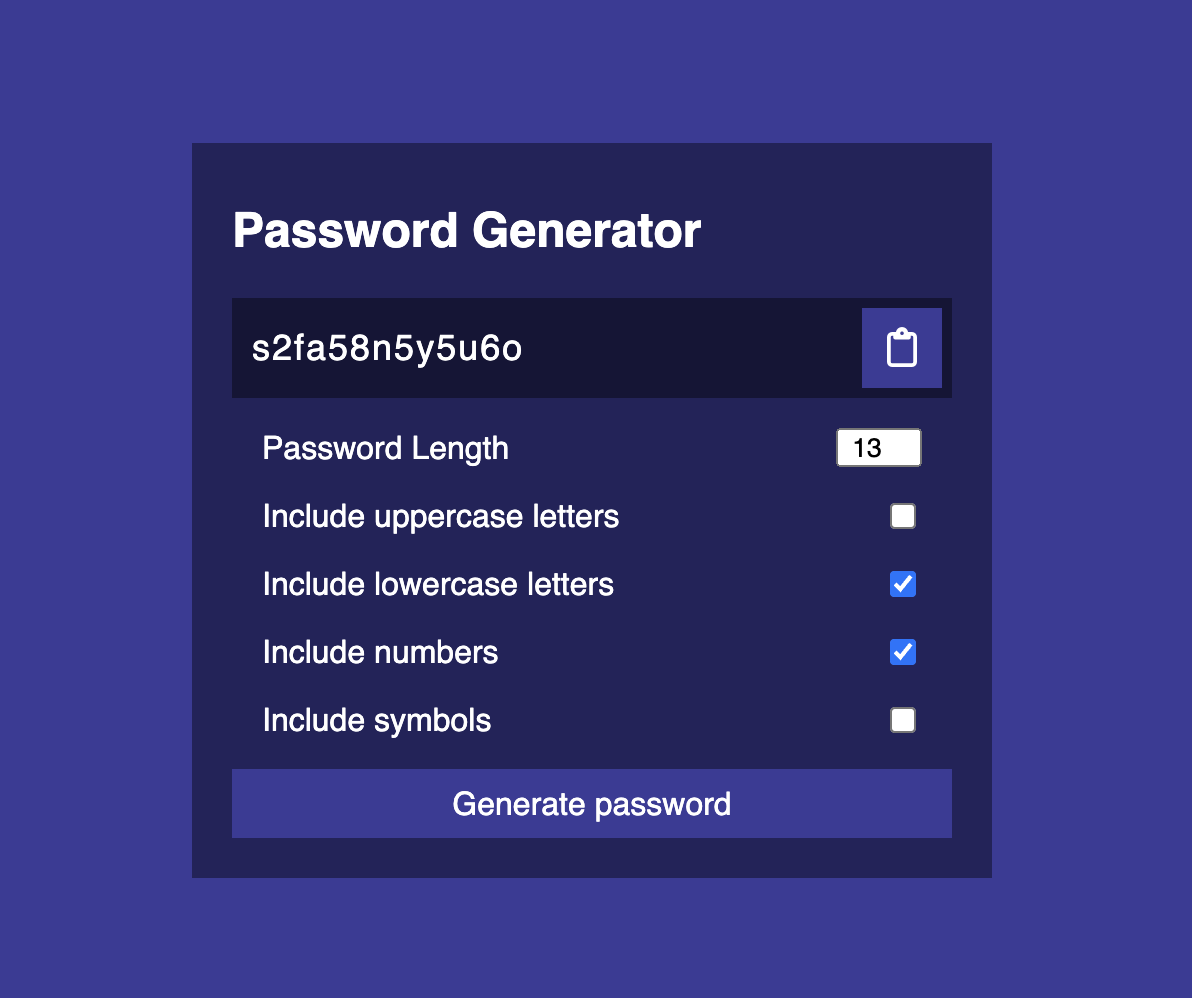 Password Generator
s2fa58n5y5u6o
Password Length 13
Include uppercase letters
Include lowercase letters
Include numbers
Include symbols
Generate password